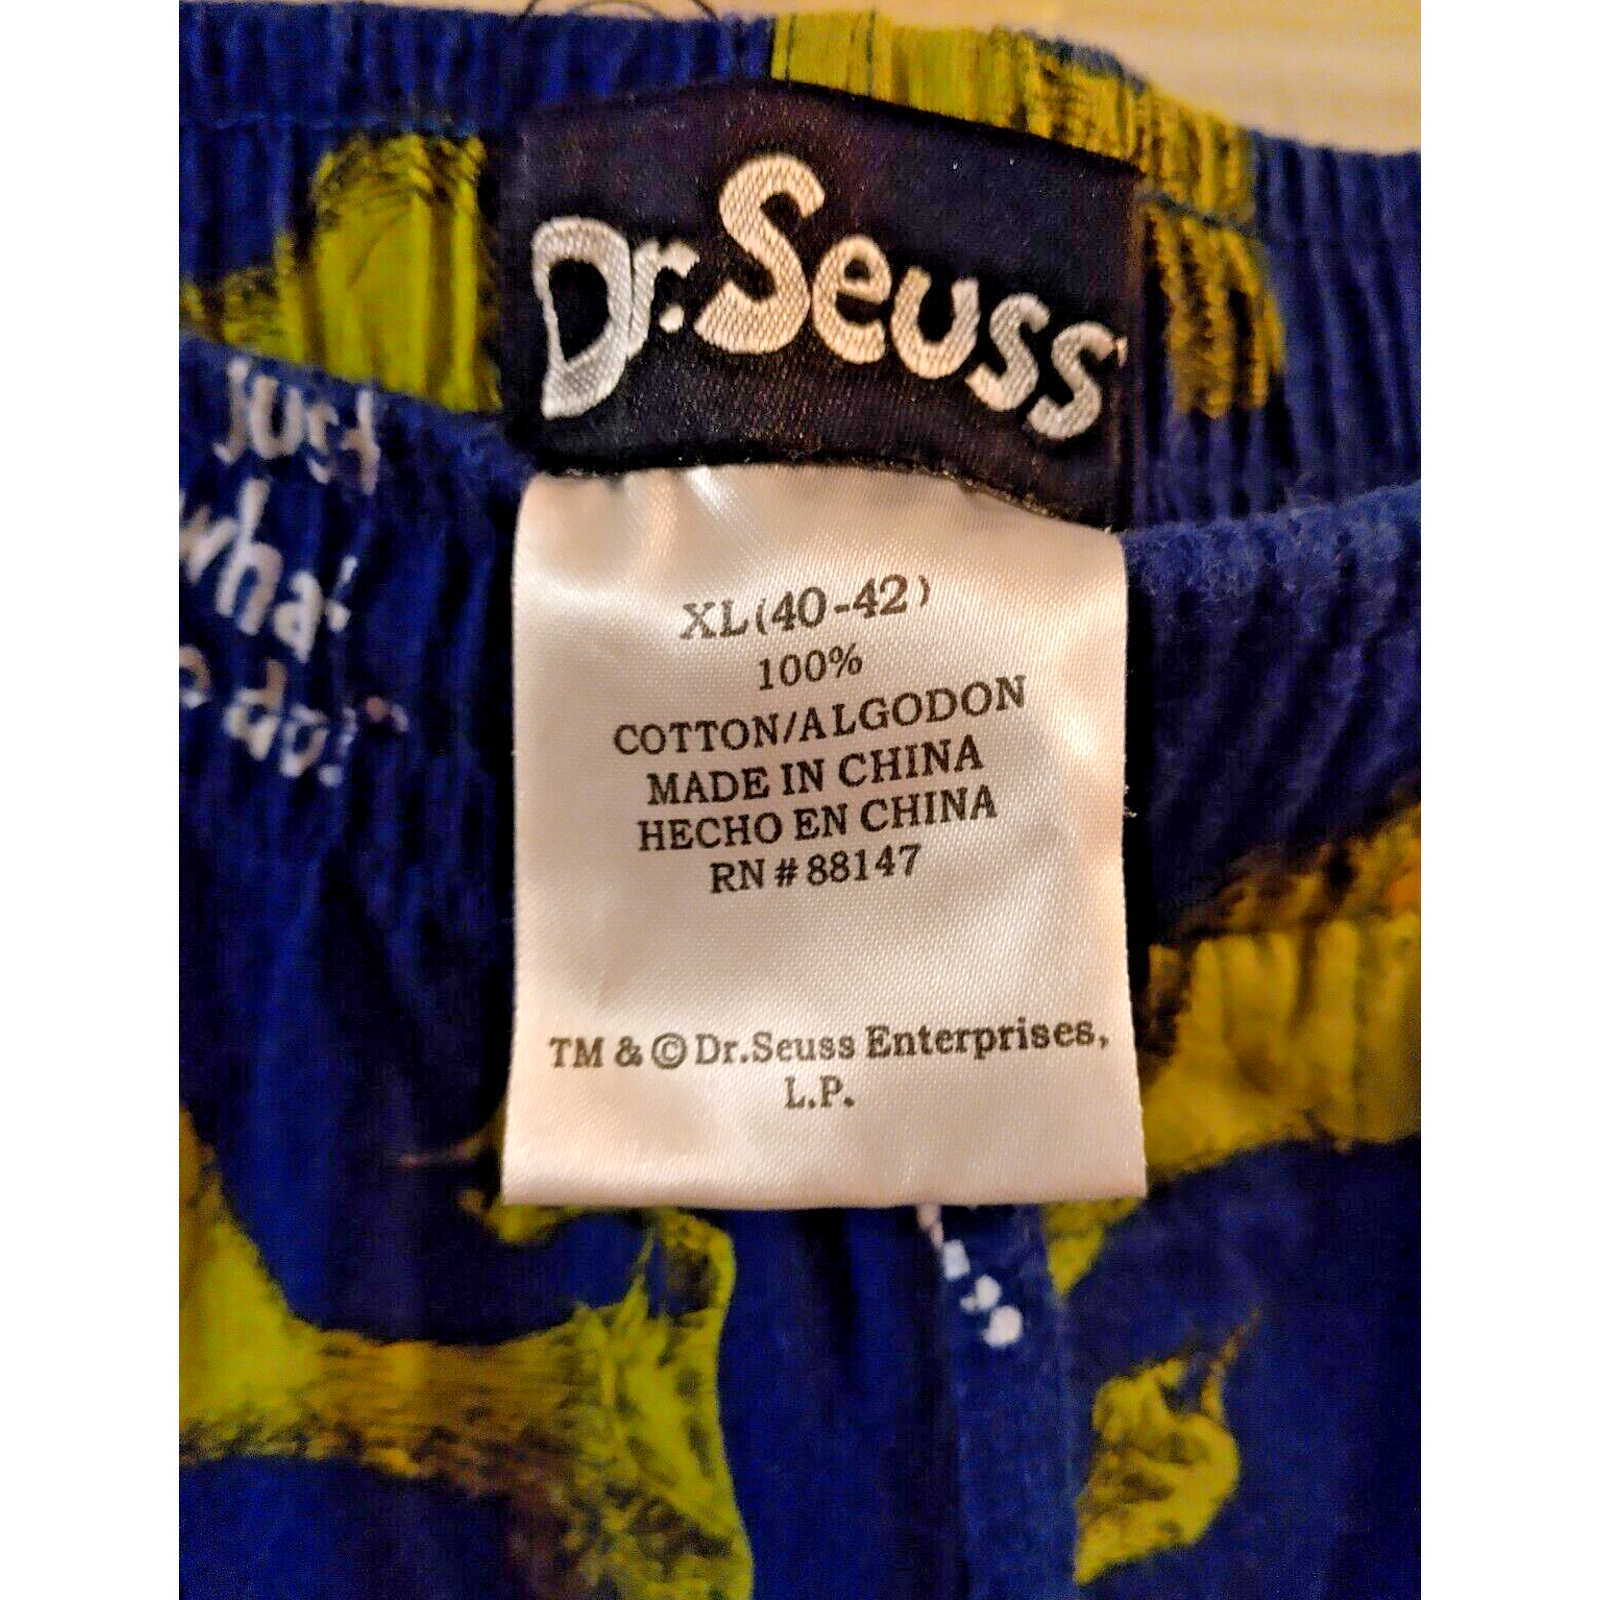 Dr. Seuss
Just
XL (40-42)
100%
COTTON/ALGODON
MADE IN CHINA
HECHO EN CHINA
RN # 88147
TM & © Dr.Seuss Enterprises,
L.P.